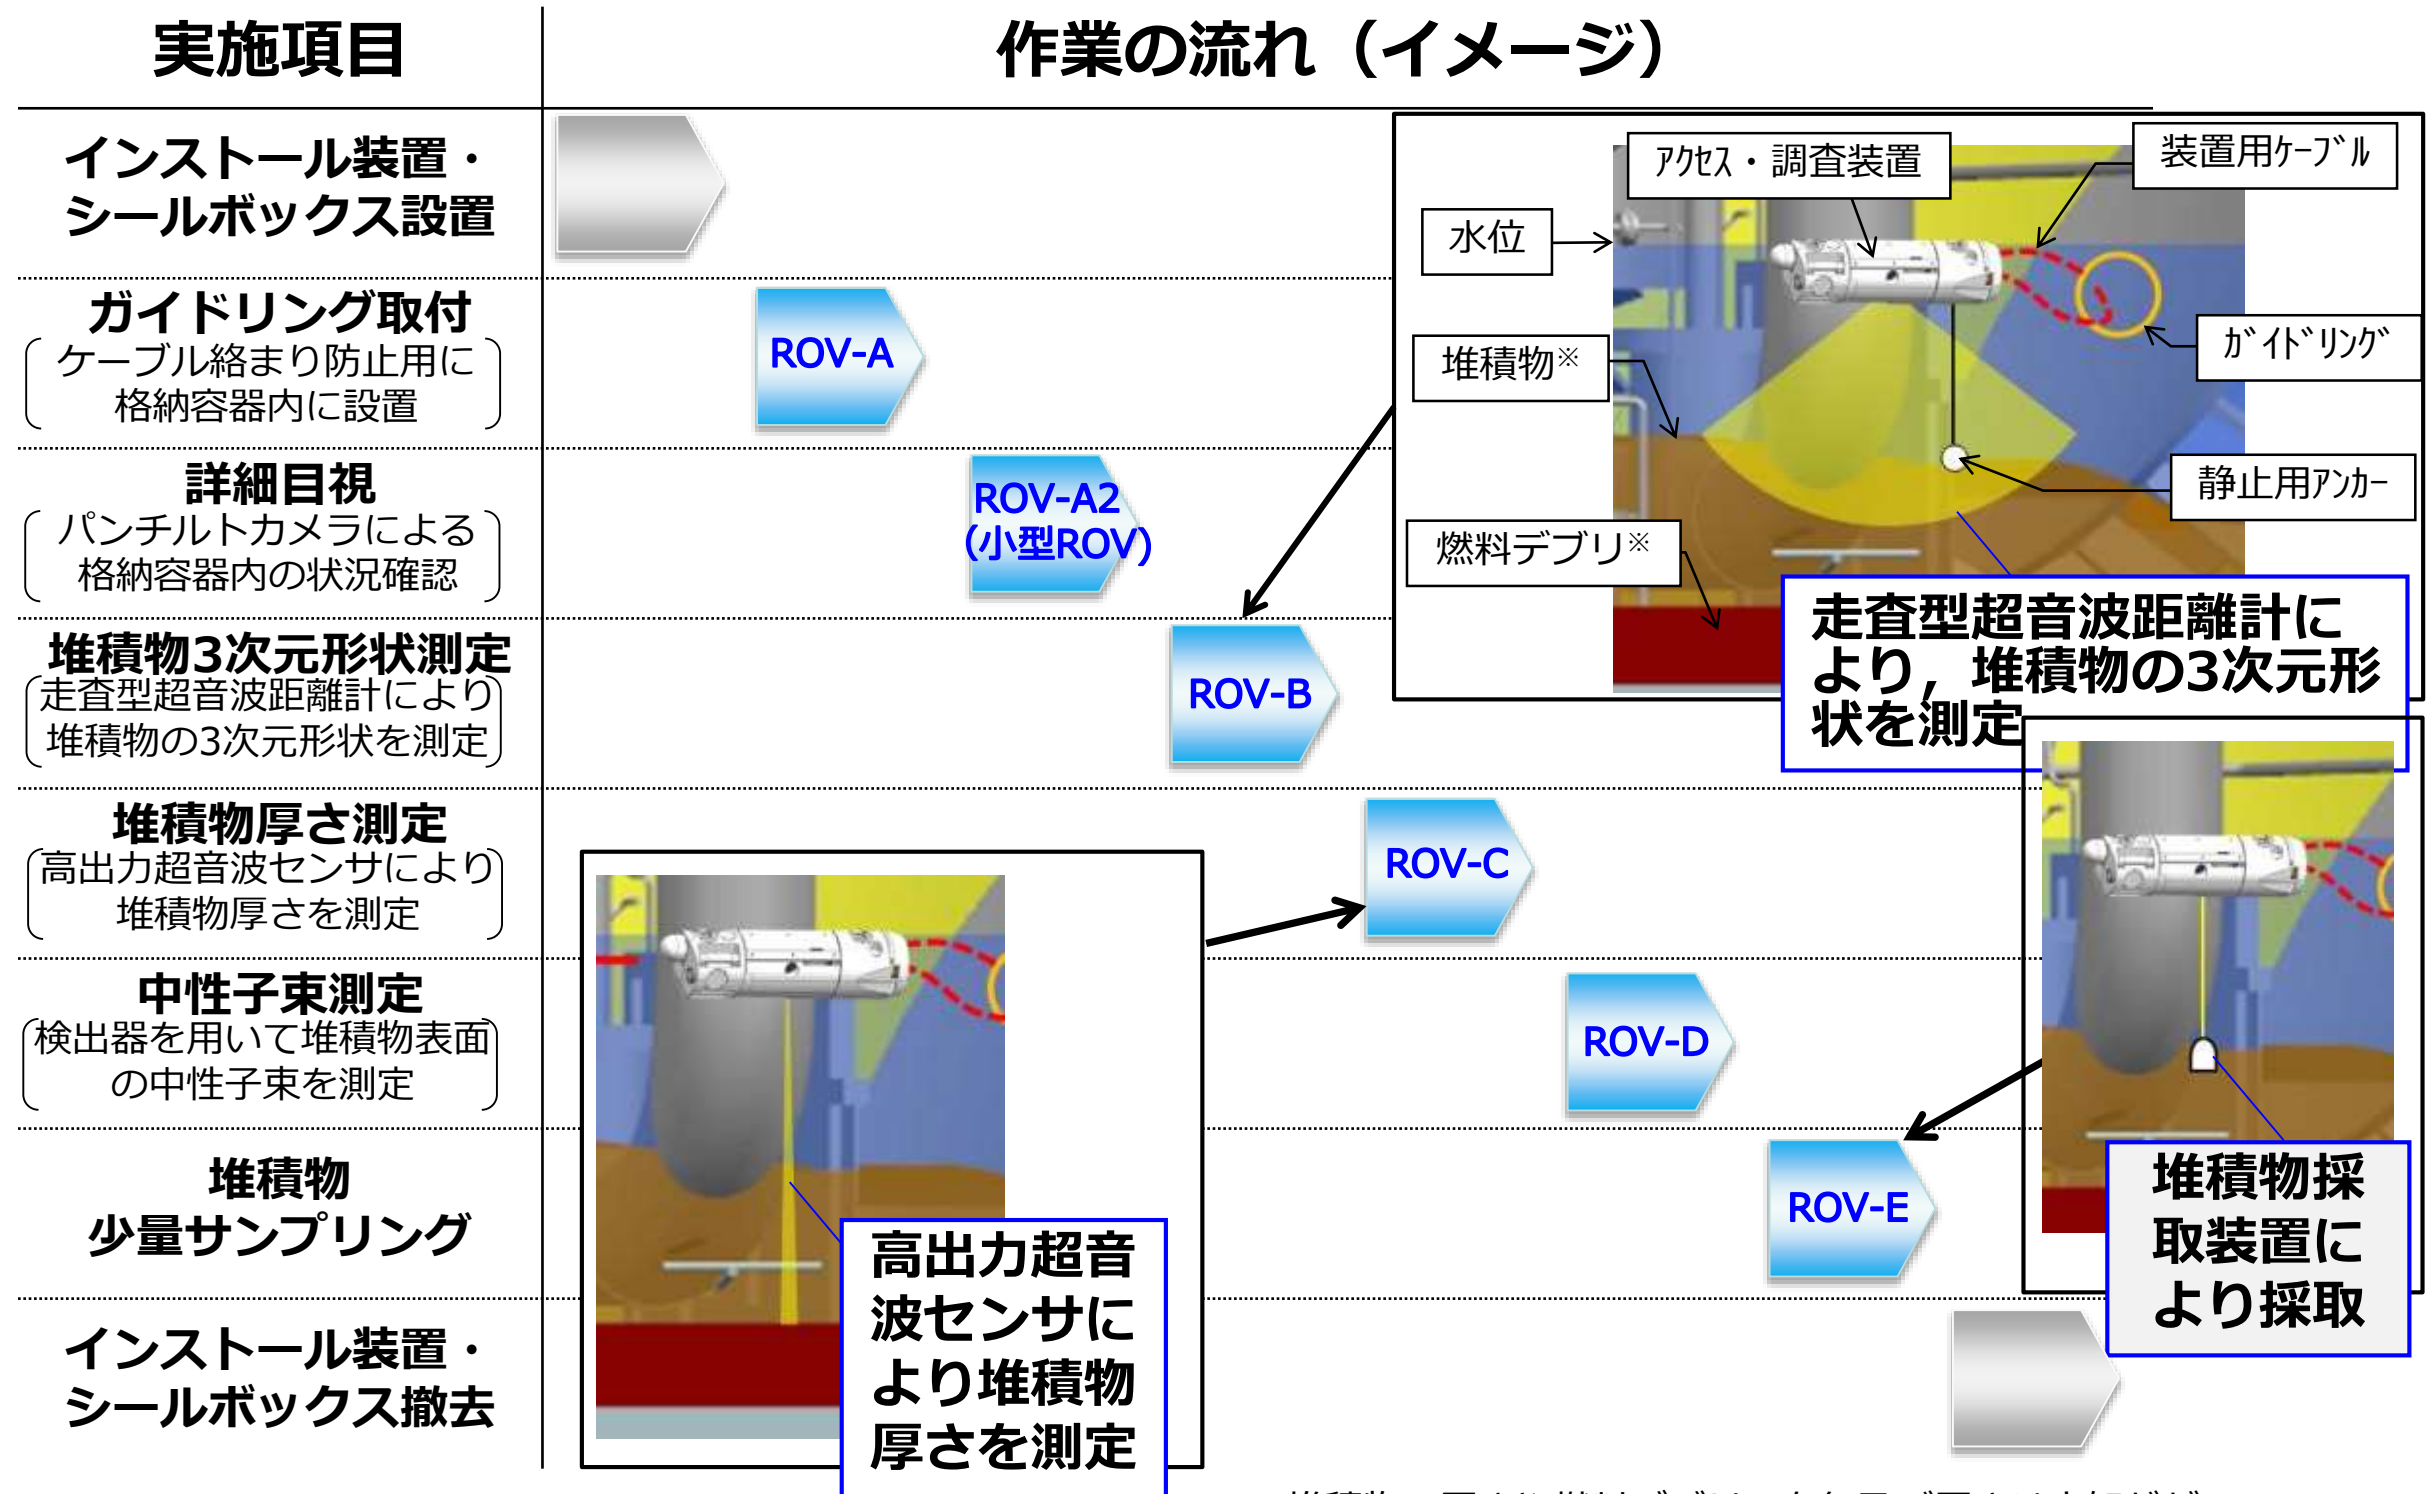 実施項目
作業の流れ（イメージ）
インストール装置・
シールボックス設置
ガイドリング取付
ケーブル絡まり防止用に
格納容器内に設置
ROV-A
詳細目視
パンチルトカメラによる
格納容器内の状況確認
ROV-A2
(小型ROV)
堆積物3次元形状測定
走査型超音波距離計により
堆積物の3次元形状を測定
ROV-B
アクセス・調査装置
装置用ケーブル
水位
堆積物※
ガイドリング
静止用アンカー
燃料デブリ※
走査型超音波距離計に
より，堆積物の3次元形
状を測定
堆積物厚さ測定
高出力超音波センサにより
堆積物厚さを測定
ROV-C
高出力超音
波センサに
より堆積物
厚さを測定
中性子束測定
検出器を用いて堆積物表面
の中性子束を測定
ROV-D
堆積物
少量サンプリング
ROV-E
堆積物採
取装置に
より採取
インストール装置・
シールボックス撤去